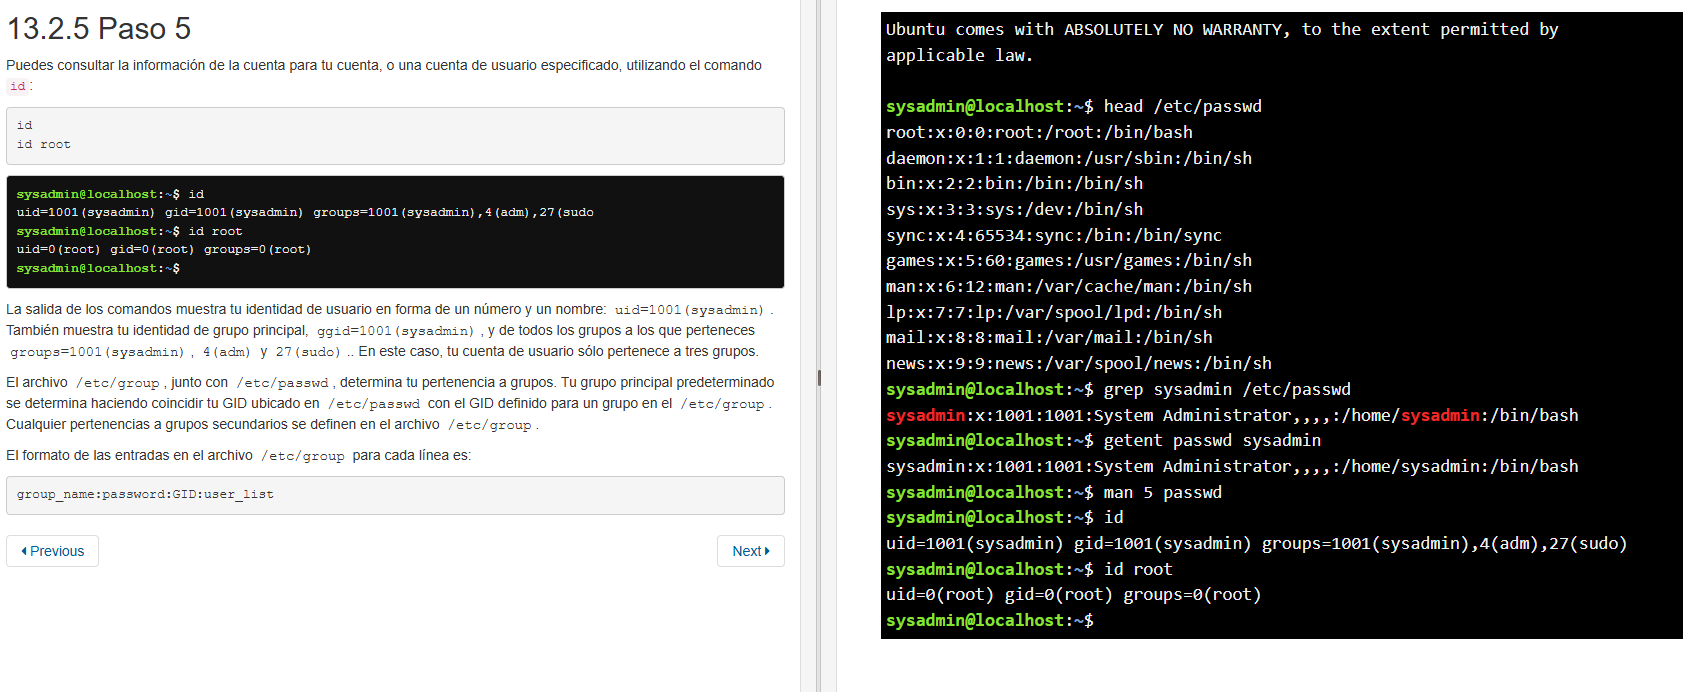 13.2.5 Paso 5
Puedes consultar la información de la cuenta para tu cuenta, o una cuenta de usuario especificado, utilizando el comando
id :
id
id root
sysadmin@localhost:~$ id
uid=1001(sysadmin) gid=1001(sysadmin) groups=1001(sysadmin),4(adm),27(sudo
sysadmin@localhost:~$ id root
uid=0(root) gid=0(root) groups=0(root)
sysadmin@localhost:~$
La salida de los comandos muestra tu identidad de usuario en forma de un número y un nombre: uid=1001(sysadmin) .
También muestra tu identidad de grupo principal, ggid=1001(sysadmin) , y de todos los grupos a los que perteneces
groups=1001(sysadmin) , 4(adm) y 27(sudo) .. En este caso, tu cuenta de usuario sólo pertenece a tres grupos.
El archivo /etc/group , junto con /etc/passwd , determina tu pertenencia a grupos. Tu grupo principal predeterminado
se determina haciendo coincidir tu GID ubicado en /etc/passwd con el GID definido para un grupo en el /etc/group .
Cualquier pertenencias a grupos secundarios se definen en el archivo /etc/group .
El formato de las entradas en el archivo /etc/group para cada línea es:
group_name:password:GID:user_list
Previous
Next
Ubuntu comes with ABSOLUTELY NO WARRANTY, to the extent permitted by
applicable law.
sysadmin@localhost:~$ head /etc/passwd
root:x:0:0:root:/root:/bin/bash
daemon:x:1:1:daemon:/usr/sbin:/bin/sh
bin:x:2:2:bin:/bin:/bin/sh
sys:x:3:3:sys:/dev:/bin/sh
sync:x:4:65534:sync:/bin:/bin/sync
games:x:5:60:games:/usr/games:/bin/sh
man:x:6:12:man:/var/cache/man:/bin/sh
lp:x:7:7:lp:/var/spool/lpd:/bin/sh
mail:x:8:8:mail:/var/mail:/bin/sh
news:x:9:9:news:/var/spool/news:/bin/sh
sysadmin@localhost:~$ grep sysadmin /etc/passwd
sysadmin:x:1001:1001:System Administrator,,,,:/home/sysadmin:/bin/bash
sysadmin@localhost:~$ getent passwd sysadmin
sysadmin:x:1001:1001:System Administrator,,,,:/home/sysadmin:/bin/bash
sysadmin@localhost:~$ man 5 passwd
sysadmin@localhost:~$ id
uid=1001(sysadmin) gid=1001(sysadmin) groups=1001(sysadmin),4(adm),27(sudo)
sysadmin@localhost:~$ id root
uid=0(root) gid=0(root) groups=0(root)
sysadmin@localhost:~$